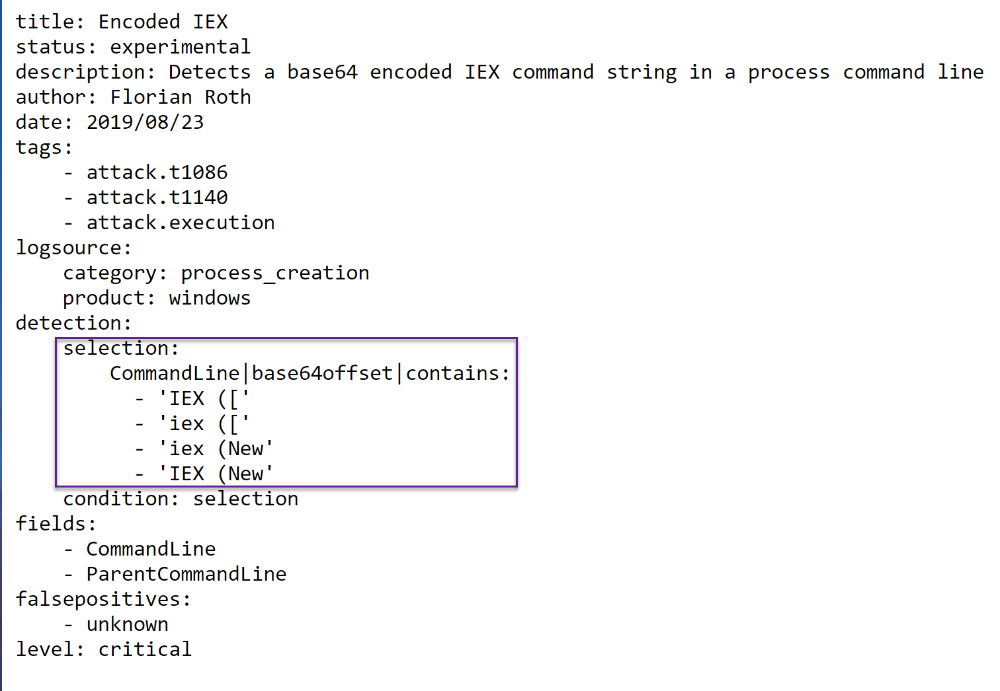 title: Encoded IEX
status: experimental
description: Detects a base64 encoded IEX command string in a process command line
author: Florian Roth
date: 2019/08/23
tags:
    - attack.t1086
    - attack.t1140
    - attack.execution
logsource:
    category: process_creation
    product: windows
detection:
    selection:
        CommandLine|base64offset|contains:
          - 'IEX (['
          - 'iex (['
          - 'iex (New'
          - 'IEX (New'
    condition: selection
fields:
    - CommandLine
    - ParentCommandLine
falsepositives:
    - unknown
level: critical